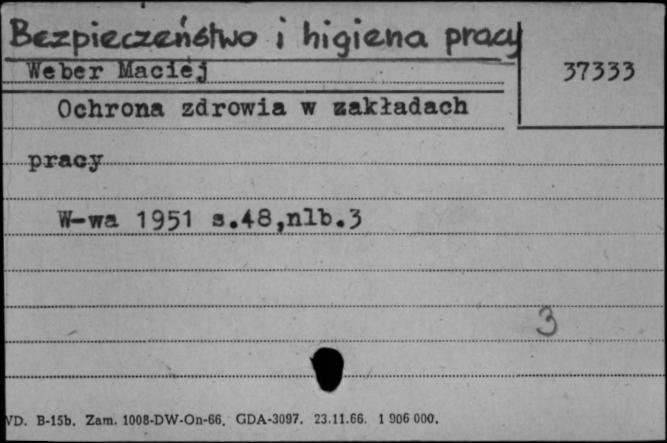 Bezpieczeństwo i higiena pracy
37333
Weber Maciej
Ochrona zdrowia w zakładach
pracy
W-wa 1951 s.48,nlb.3
3
VD. B-15b. Zam. 1008-DW-On-66. GDA-3097. 23.11.66. 1 906 000.